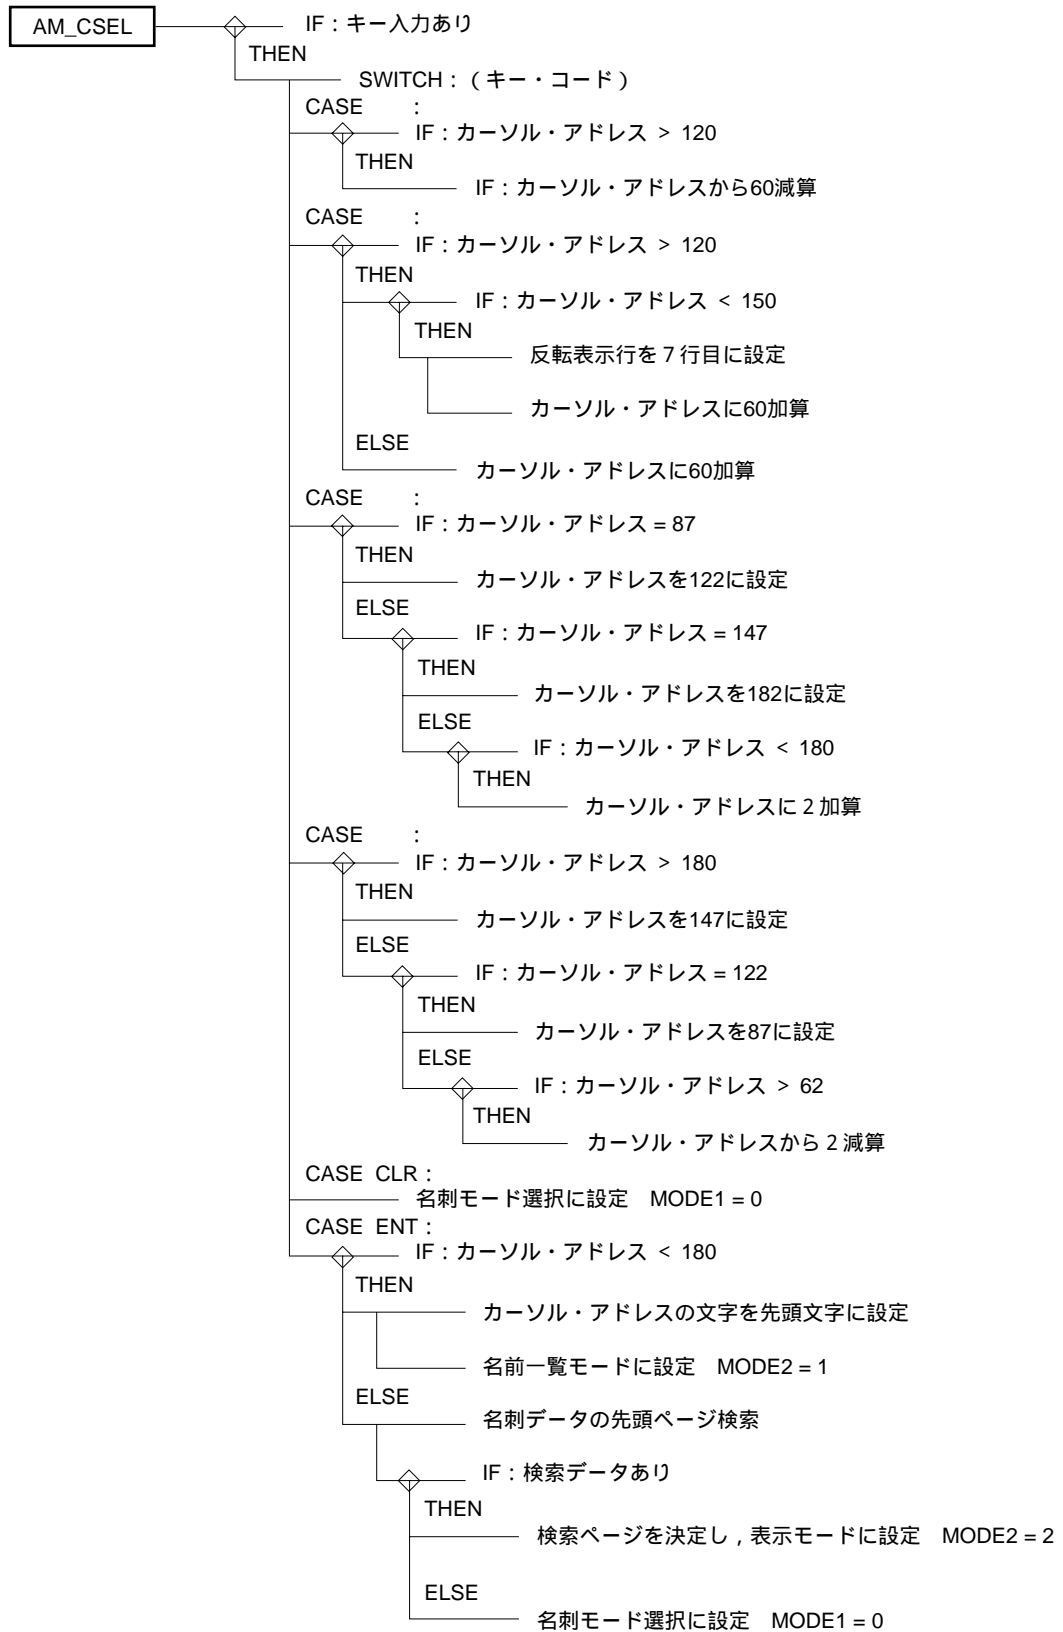 AM_CSEL
IF：キー入力あり
THEN
SWITCH：（キー・コード）
CASE :
IF：カーソル・アドレス > 120
THEN
IF：カーソル・アドレスから60減算
CASE :
IF：カーソル・アドレス > 120
THEN
IF：カーソル・アドレス < 150
THEN
反転表示行を７行目に設定
カーソル・アドレスに60加算
ELSE
カーソル・アドレスに60加算
CASE :
IF：カーソル・アドレス = 87
THEN
カーソル・アドレスを122に設定
ELSE
IF：カーソル・アドレス = 147
THEN
カーソル・アドレスを182に設定
ELSE
IF：カーソル・アドレス < 180
THEN
カーソル・アドレスに２加算
CASE :
IF：カーソル・アドレス > 180
THEN
カーソル・アドレスを147に設定
ELSE
IF：カーソル・アドレス = 122
THEN
カーソル・アドレスを87に設定
ELSE
IF：カーソル・アドレス > 62
THEN
カーソル・アドレスから２減算
CASE CLR：
名刺モード選択に設定　MODE1 = 0
CASE ENT：
IF：カーソル・アドレス < 180
THEN
カーソル・アドレスの文字を先頭文字に設定
名前一覧モードに設定　MODE2 = 1
ELSE
名刺データの先頭ページ検索
IF：検索データあり
THEN
検索ページを決定し，表示モードに設定　MODE2 = 2
ELSE
名刺モード選択に設定　MODE1 = 0